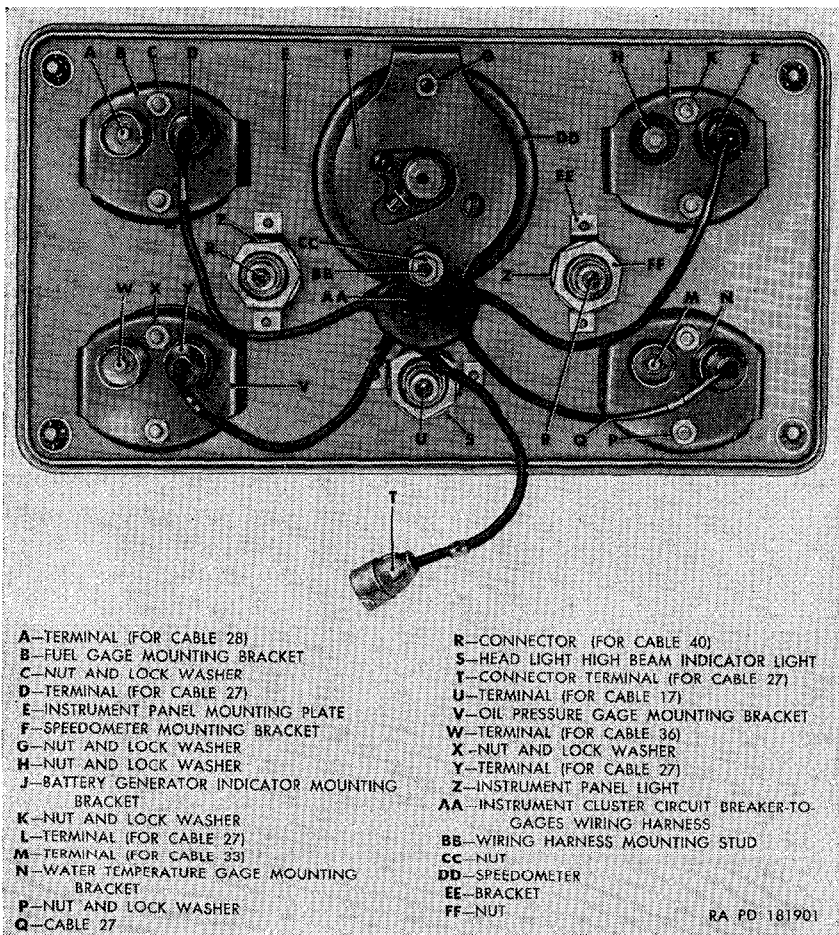 A B C D E F G H J K L
DD
EE
Z CC
R BB Z FF
AA
W X Y M N
V
U S R Q P
T
A—TERMINAL (FOR CABLE 28)
B—FUEL GAGE MOUNTING BRACKET
C—NUT AND LOCK WASHER
D—TERMINAL (FOR CABLE 27)
E—INSTRUMENT PANEL MOUNTING PLATE
F—SPEEDOMETER MOUNTING BRACKET
G—NUT AND LOCK WASHER
H—NUT AND LOCK WASHER
J—BATTERY GENERATOR INDICATOR MOUNTING
BRACKET
K—NUT AND LOCK WASHER
L—TERMINAL (FOR CABLE 27)
M—TERMINAL (FOR CABLE 33)
N—WATER TEMPERATURE GAGE MOUNTING
BRACKET
P—NUT AND LOCK WASHER
Q—CABLE 27
R—CONNECTOR (FOR CABLE 40)
S—HEAD LIGHT HIGH BEAM INDICATOR LIGHT
T—CONNECTOR TERMINAL (FOR CABLE 27)
U—TERMINAL (FOR CABLE 17)
V—OIL PRESSURE GAGE MOUNTING BRACKET
W—TERMINAL (FOR CABLE 36)
X—NUT AND LOCK WASHER
Y—TERMINAL (FOR CABLE 27)
Z—INSTRUMENT PANEL LIGHT
AA—INSTRUMENT CLUSTER CIRCUIT BREAKER-TO-
GAGES WIRING HARNESS
BB—WIRING HARNESS MOUNTING STUD
CC—NUT
DD—SPEEDOMETER
EE—BRACKET
FF—NUT
RA PD 181901